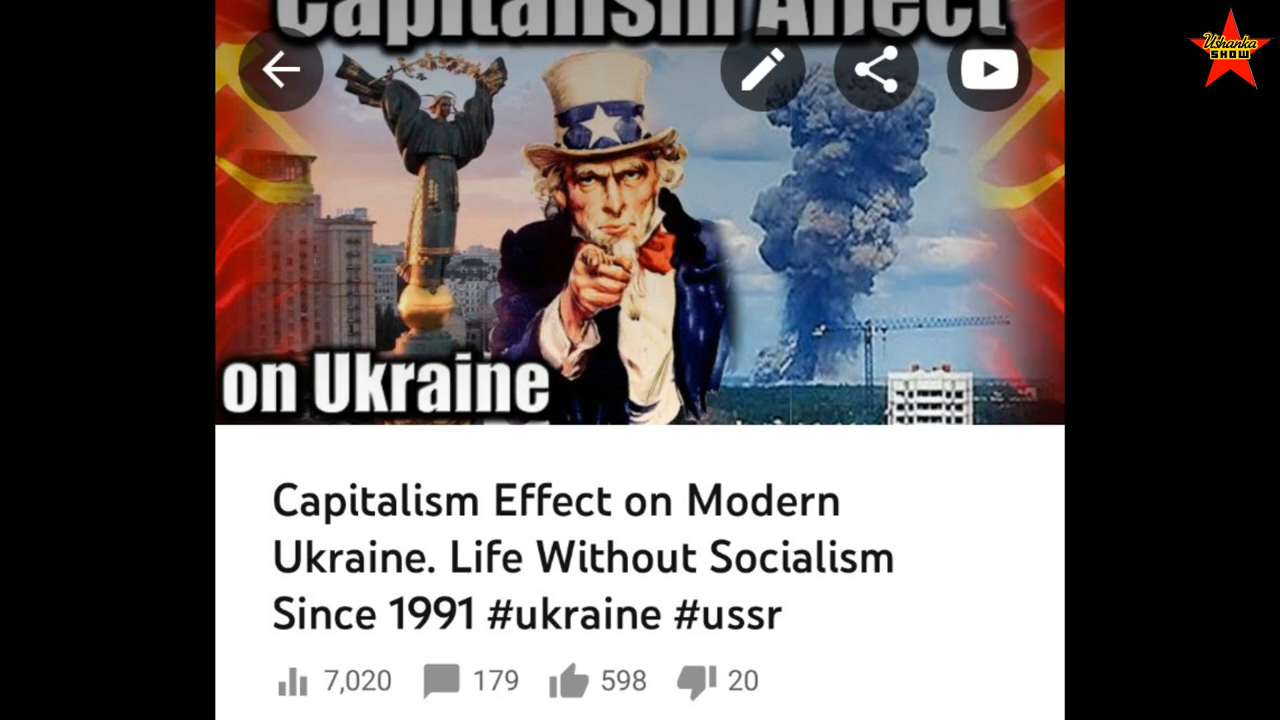 Capitalism Affect
Ushanka
SHOW
on Ukraine
Capitalism Effect on Modern
Ukraine. Life Without Socialism
Since 1991 #ukraine #ussr
7,020 179 598 20